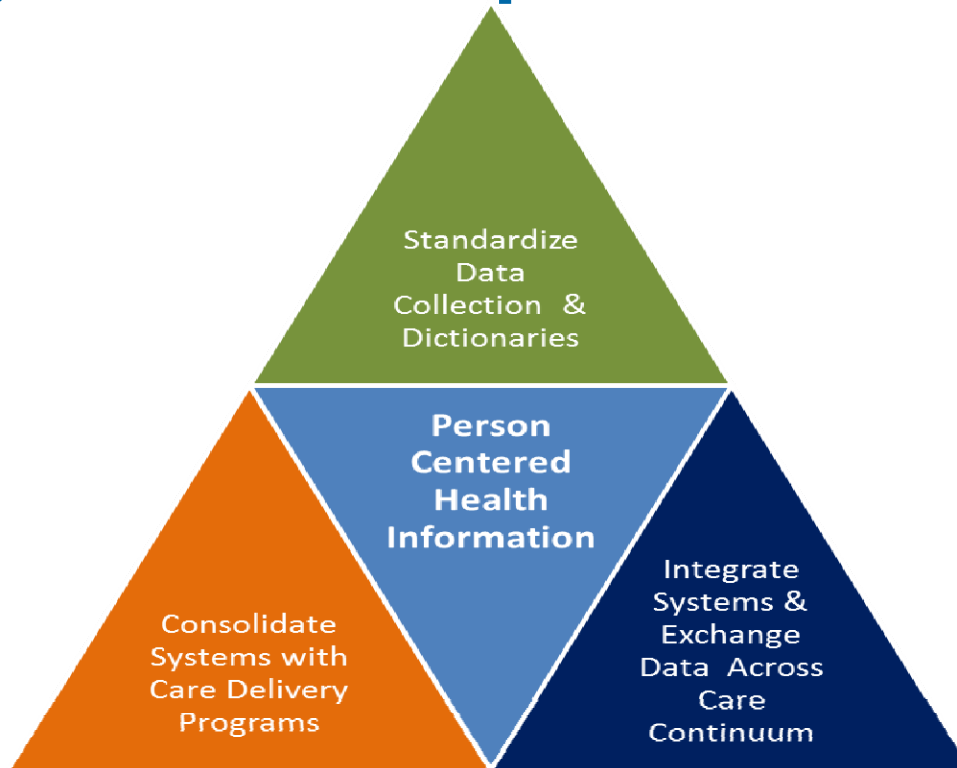 Standardize
Data
Collection &
Dictionaries
Person
Centered
Health
Information
Consolidate
Systems with
Care Delivery
Programs
Integrate
Systems &
Exchange
Data Across
Care
Continuum